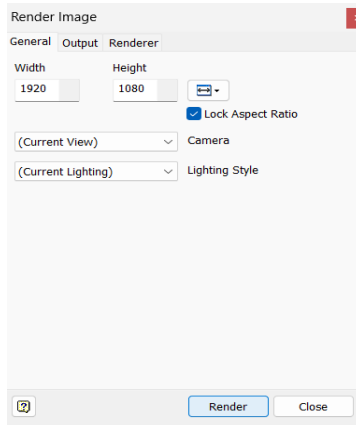 Render Image
General Output Renderer
Width Height
1920 1080
Lock Aspect Ratio
(Current View) Camera
(Current Lighting) Lighting Style
Render Close